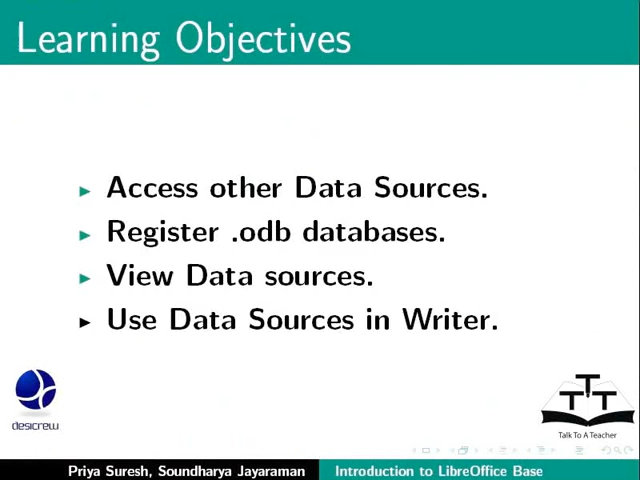 Learning Objectives
Access other Data Sources.
Register .odb databases.
View Data sources.
Use Data Sources in Writer.
desicrew
TTT
Talk To A Teacher
Priya Suresh, Soundharya Jayaraman
Introduction to LibreOffice Base